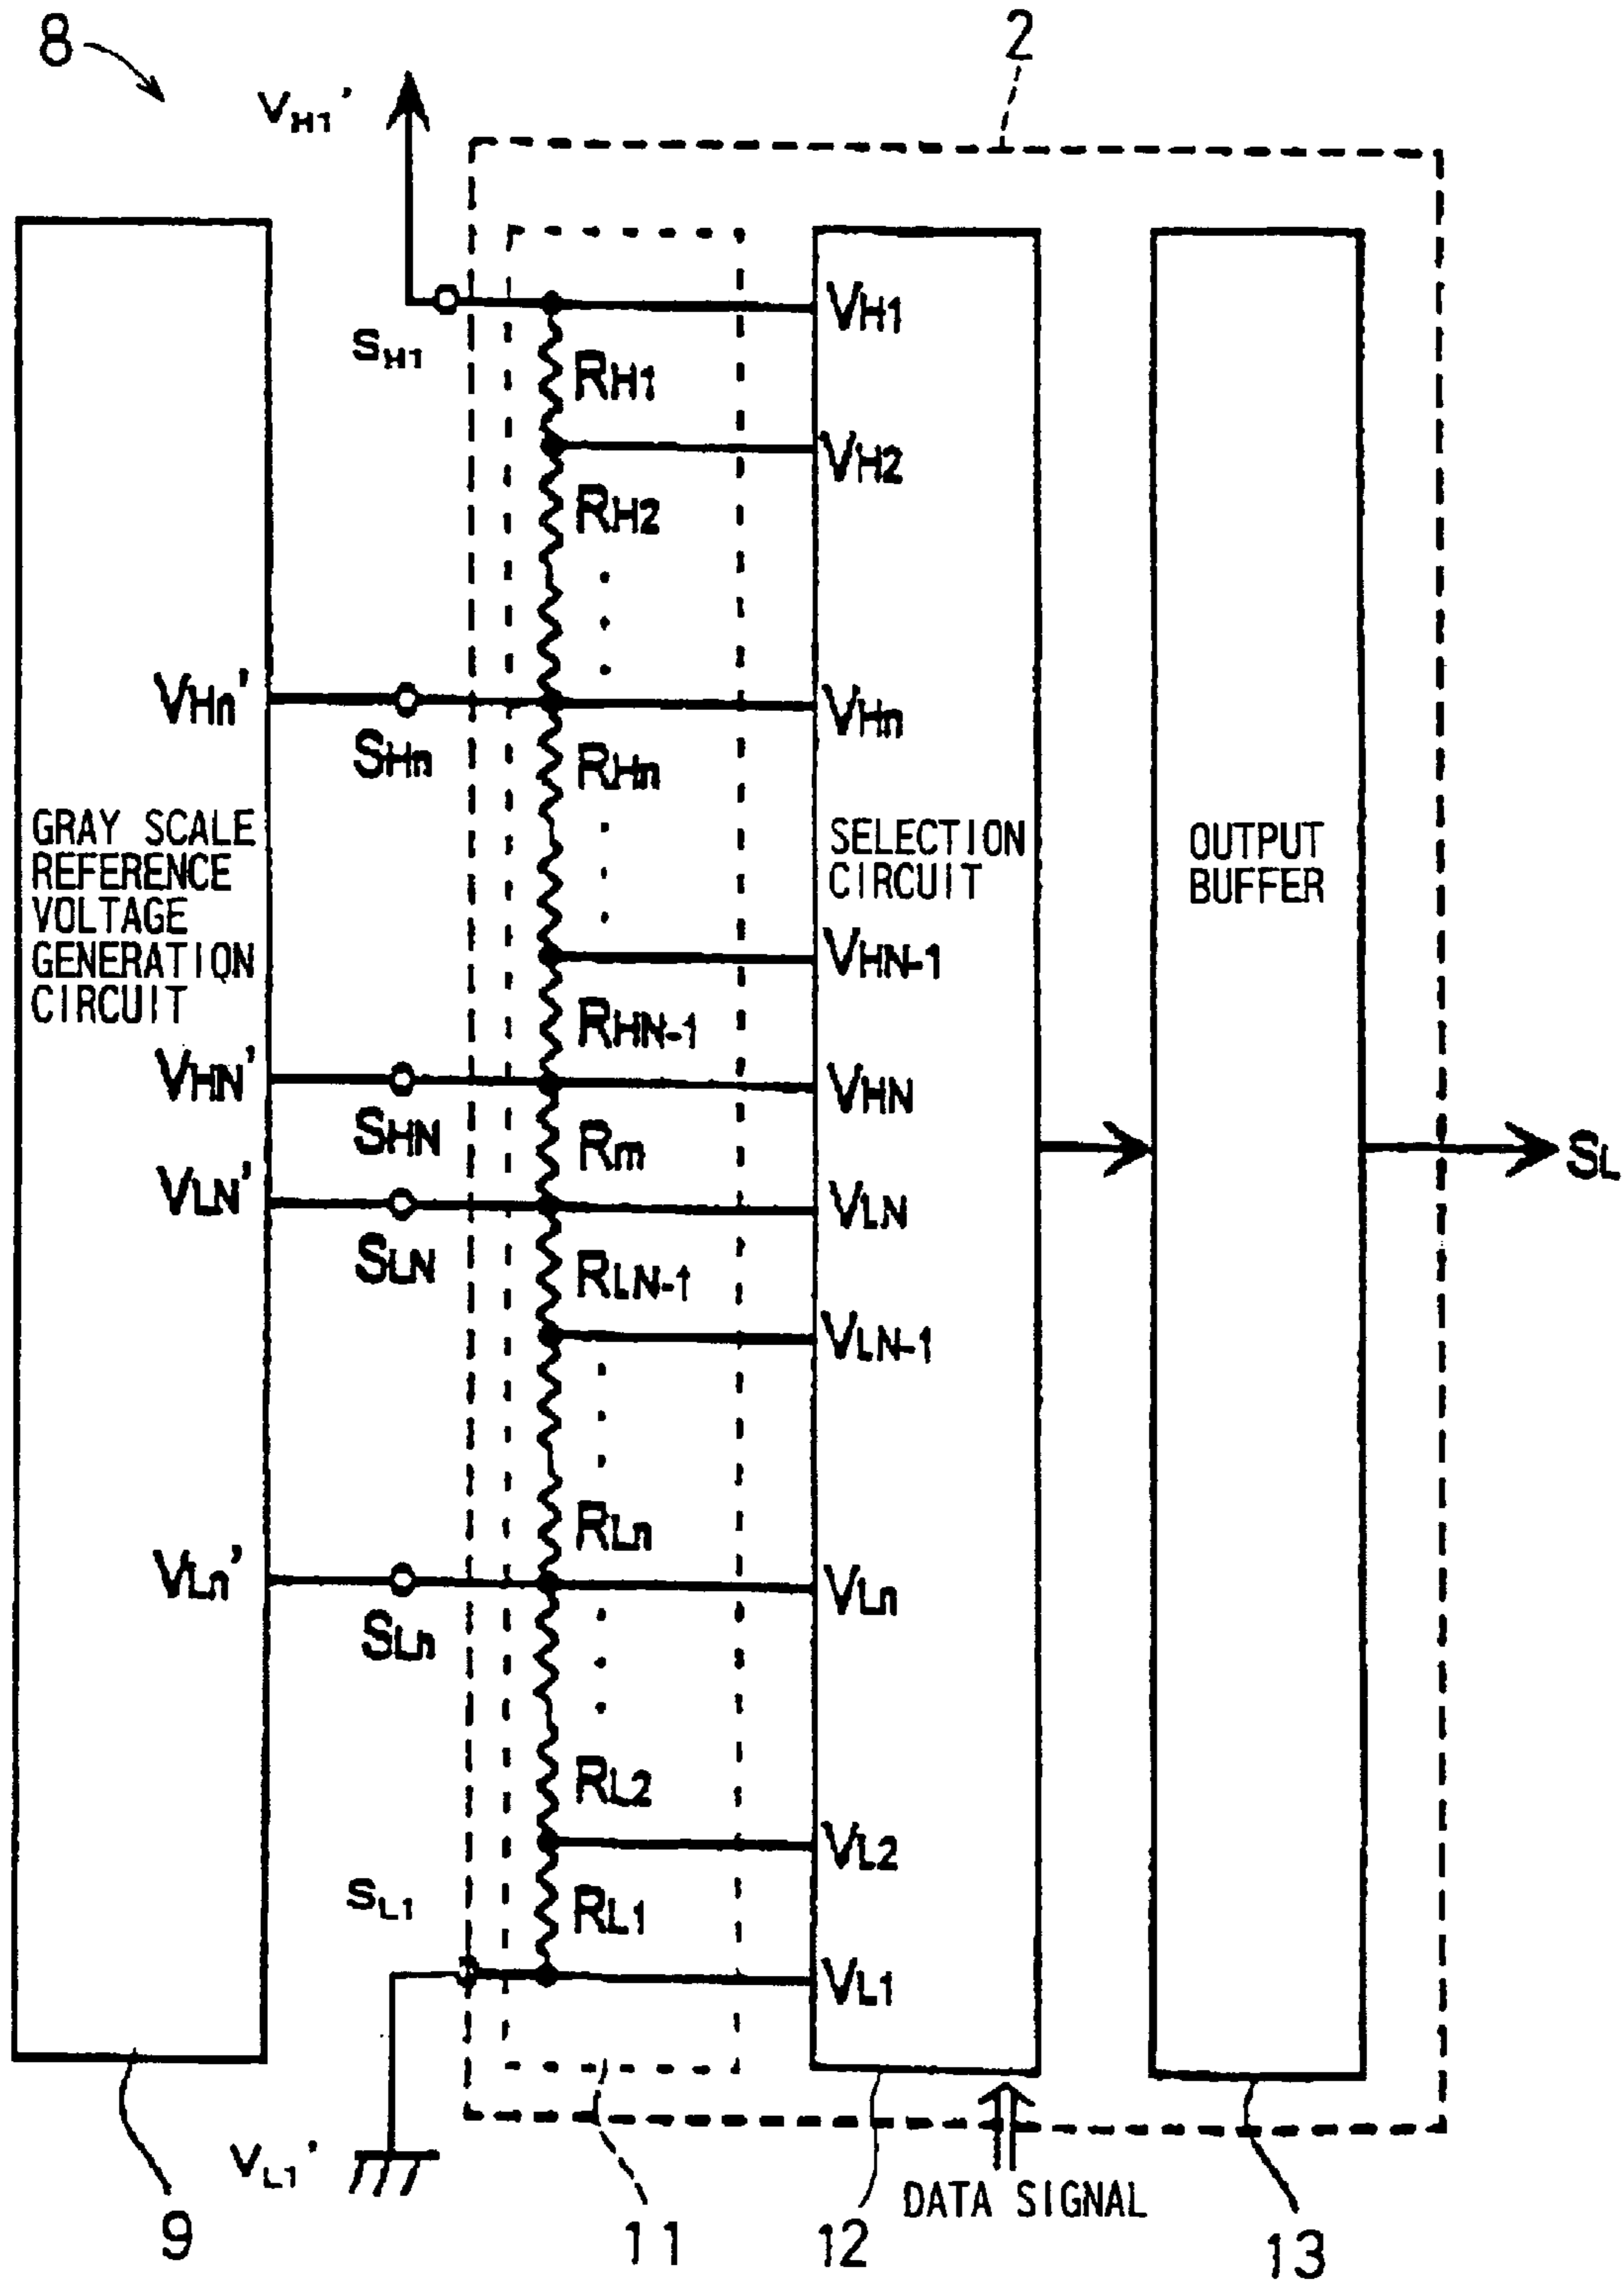 8
2
VH1'
SH1
VH1
RH1
VH2
RH2
VHn'
SHn
VHn
RHn
GRAY SCALE
REFERENCE
VOLTAGE
GENERATION
CIRCUIT
SELECTION
CIRCUIT
OUTPUT
BUFFER
VHN-1
RHN-1
VHN'
SHN
VHN
Rm
SL
VLN'
SLN
VLN
RLN-1
VLN-1
RLn
VLn'
SLn
VLn
RL2
VL2
SL1
RL1
VL1
VL1'
DATA SIGNAL
9
11
12
13